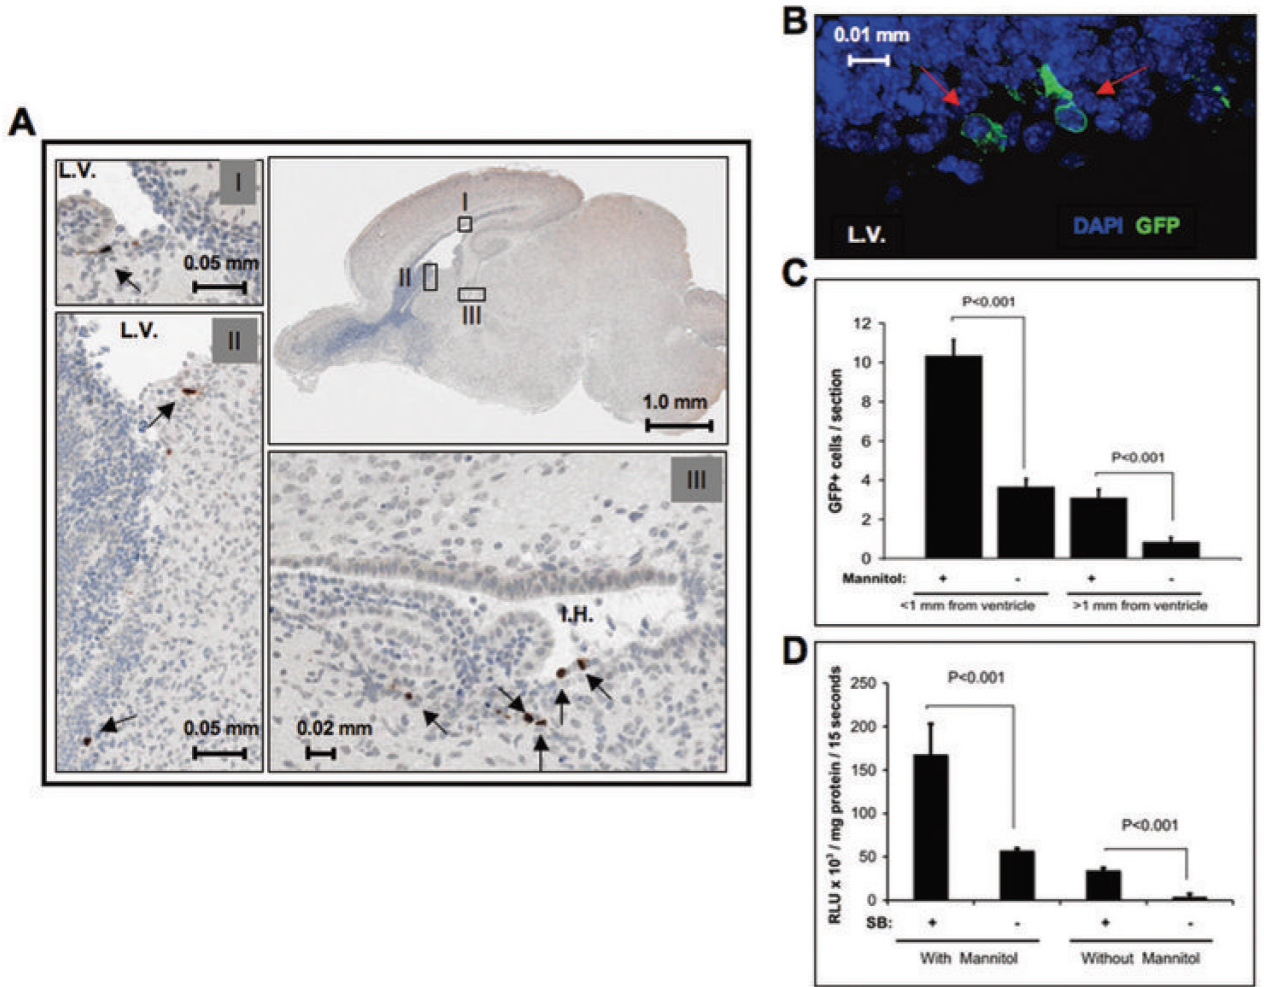 A
L.V.
I
0.05 mm
L.V.
II
0.05 mm
I
II
III
1.0 mm
III
I.H.
0.02 mm
B
0.01 mm
L.V.
DAPI GFP
C
P<0.001
P<0.001
GFP+ cells / section
12
10
8
6
4
2
0
Mannitol: + - + -
<1 mm from ventricle >1 mm from ventricle
D
P<0.001
P<0.001
RLU x 10³ / mg protein / 15 seconds
250
200
150
100
50
0
SB: + - + -
With Mannitol Without Mannitol